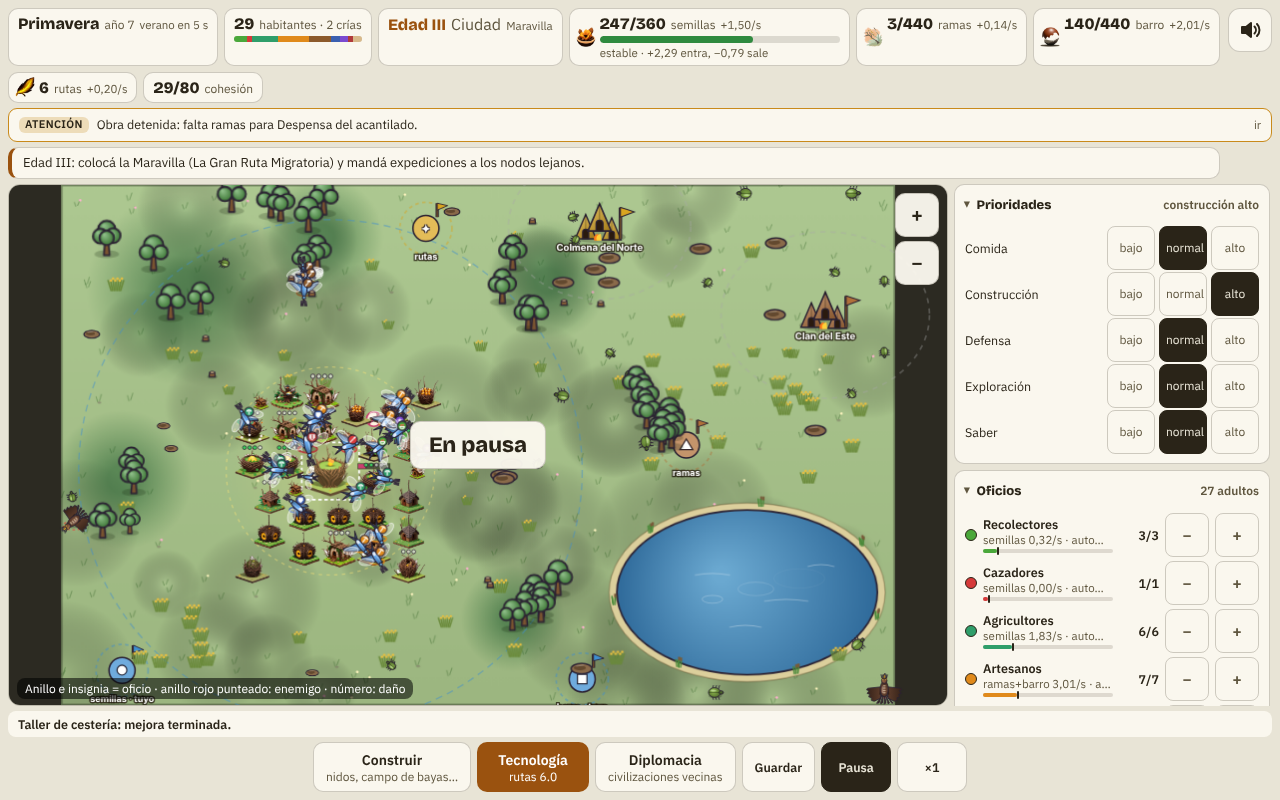 Primavera año 7 verano en 5 s
29 habitantes · 2 crías
Edad III Ciudad Maravilla
247/360 semillas +1,50/s
estable · +2,29 entra, −0,79 sale
3/440 ramas +0,14/s
140/440 barro +2,01/s
6 rutas +0,20/s
29/80 cohesión
ATENCIÓN Obra detenida: falta ramas para Despensa del acantilado. ir
Edad III: colocá la Maravilla (La Gran Ruta Migratoria) y mandá expediciones a los nodos lejanos.
rutas
Colmena del Norte
Clan del Este
ramas
En pausa
semillas · tuyo
Anillo e insignia = oficio · anillo rojo punteado: enemigo · número: daño
+
−
Prioridades construcción alto
Comida bajo normal alto
Construcción bajo normal alto
Defensa bajo normal alto
Exploración bajo normal alto
Saber bajo normal alto
Oficios 27 adultos
Recolectores
semillas 0,32/s · auto...
3/3 − +
Cazadores
semillas 0,00/s · auto...
1/1 − +
Agricultores
semillas 1,83/s · auto...
6/6 − +
Artesanos
ramas+barro 3,01/s · a...
7/7 − +
Taller de cestería: mejora terminada.
Construir
nidos, campo de bayas...
Tecnología
rutas 6.0
Diplomacia
civilizaciones vecinas
Guardar
Pausa
×1